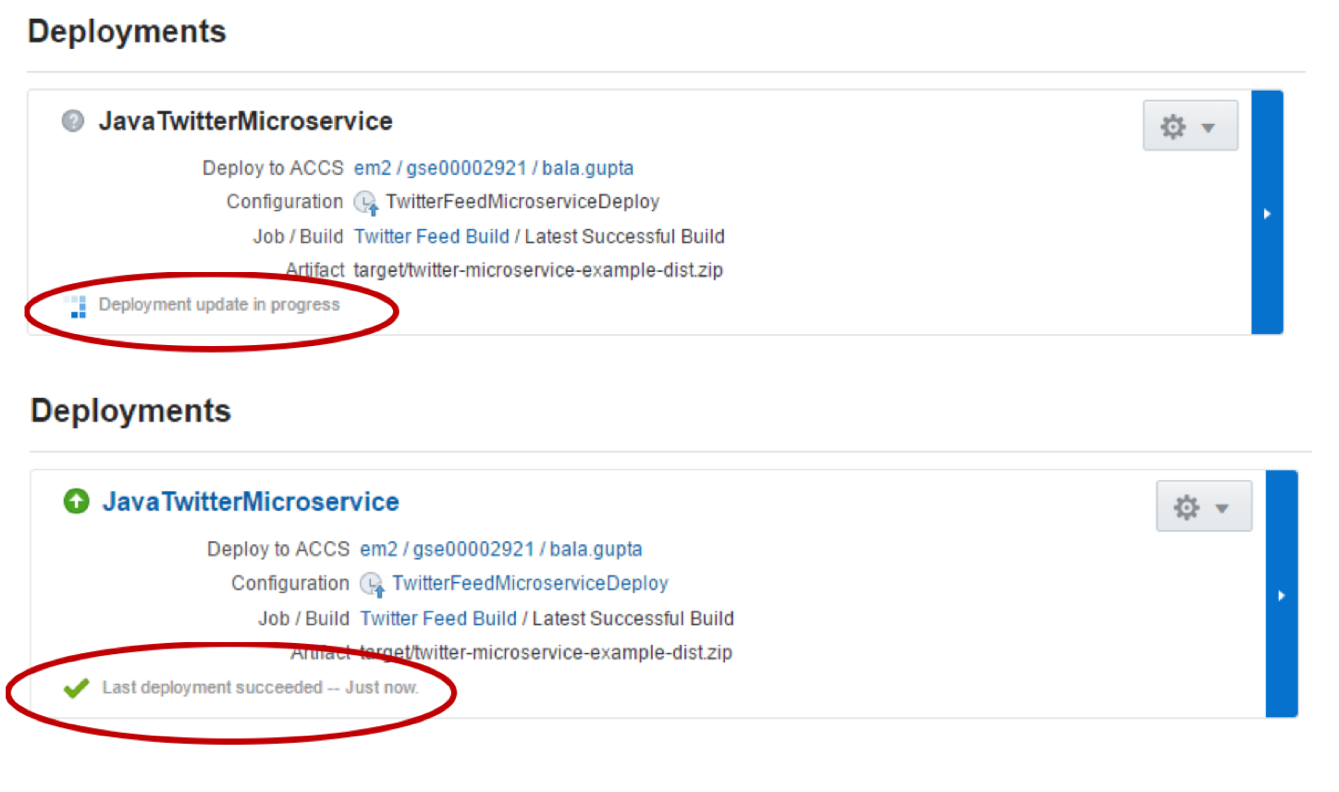 Deployments
JavaTwitterMicroservice
Deploy to ACCS em2 / gse00002921 / bala.gupta
Configuration TwitterFeedMicroserviceDeploy
Job / Build Twitter Feed Build / Latest Successful Build
Artifact target/twitter-microservice-example-dist.zip
Deployment update in progress
Deployments
JavaTwitterMicroservice
Deploy to ACCS em2 / gse00002921 / bala.gupta
Configuration TwitterFeedMicroserviceDeploy
Job / Build Twitter Feed Build / Latest Successful Build
Artifact target/twitter-microservice-example-dist.zip
Last deployment succeeded -- Just now.